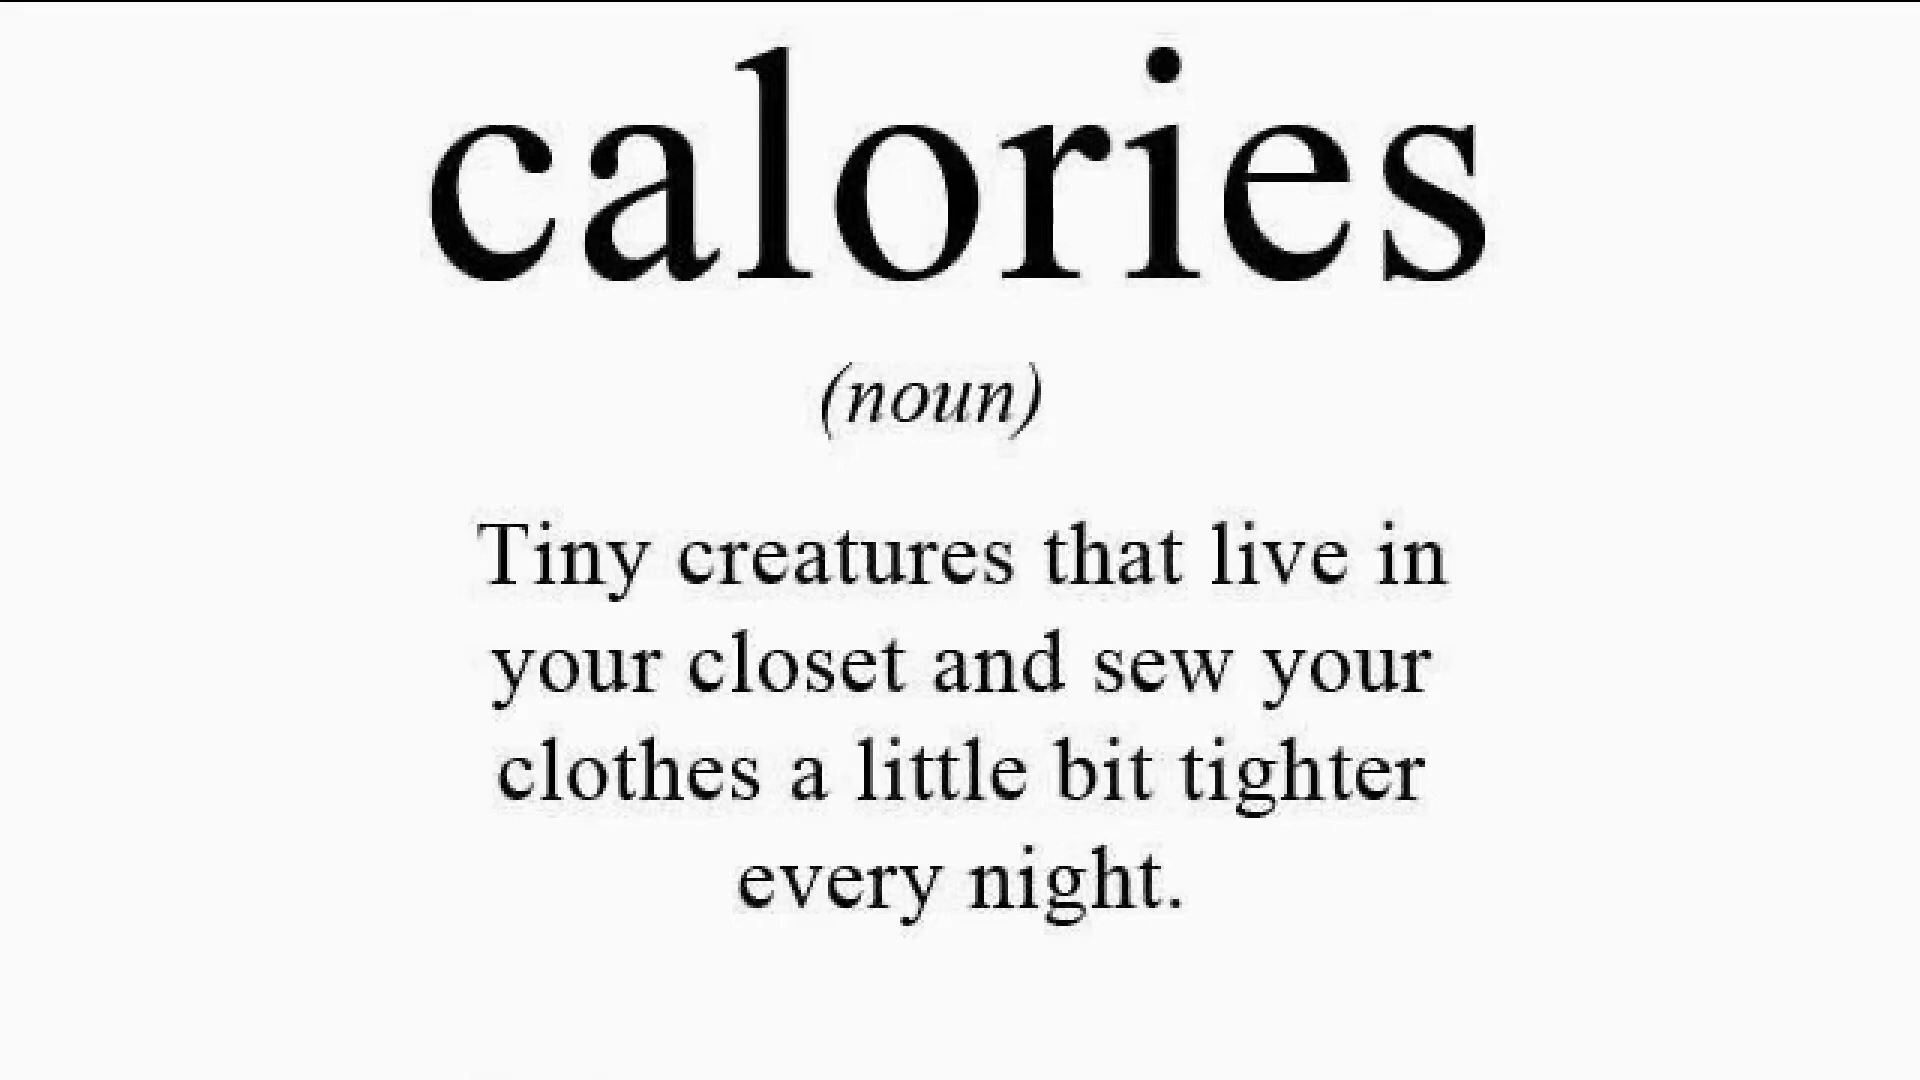 calories
(noun)
Tiny creatures that live in
your closet and sew your
clothes a little bit tighter
every night.